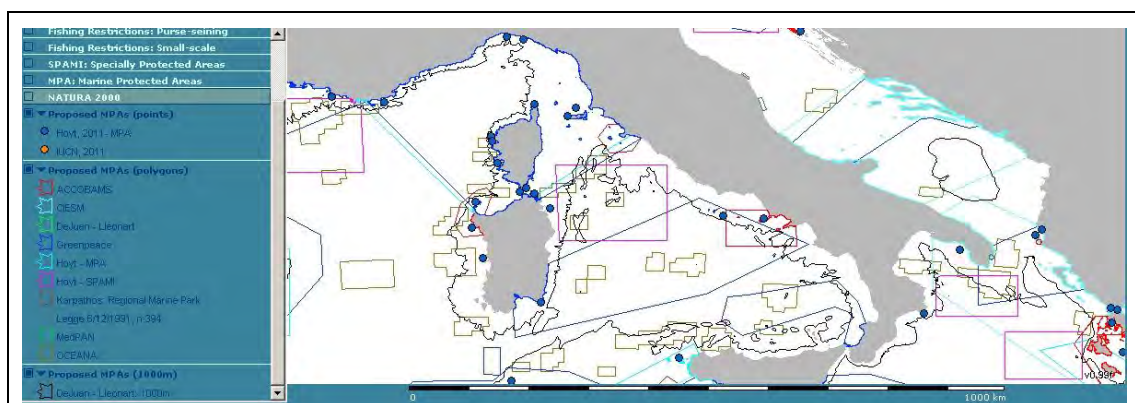 Fishing Restrictions: Purse-seining
Fishing Restrictions: Small-scale
SPAMI: Specially Protected Areas
MPA: Marine Protected Areas
NATURA 2000
Proposed MPAs (points)
Hoyt, 2011 - MPA
IUCN, 2011
Proposed MPAs (polygons)
ACCOBAMS
CIESM
DeJuan - Lleonart
Greenpeace
Hoyt - MPA
Hoyt - SPAMI
Karpathos, Regional Marine Park
Legge 6/12/1991, n 394
MedPAN
OCEANA
Proposed MPAs (1000m)
DeJuan - Lleonart- 1000m
0
1000 km